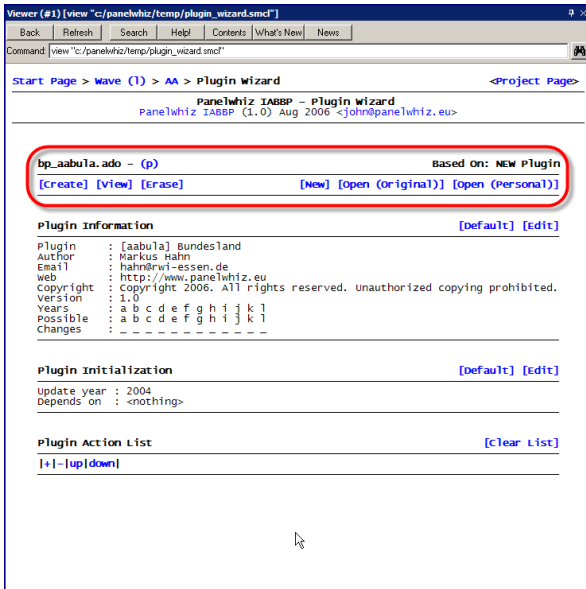 Viewer (#1) [view "c:/panelwhiz/temp/plugin_wizard.smcl"]
Back Refresh Search Help! Contents What's New News
Command: view "c:/panelwhiz/temp/plugin_wizard.smcl"
Start Page > Wave (l) > AA > Plugin Wizard <Project Page>
PanelWhiz IABBP - Plugin Wizard
PanelWhiz IABBP (1.0) Aug 2006 <john@panelwhiz.eu>
bp_aabula.ado - (p) Based On: NEW Plugin
[Create] [View] [Erase] [New] [Open (Original)] [Open (Personal)]
Plugin Information [Default] [Edit]
Plugin : [aabula] Bundesland
Author : Markus Hahn
Email : hahn@rwi-essen.de
Web : http://www.panelwhiz.eu
Copyright : Copyright 2006. All rights reserved. Unauthorized copying prohibited.
Version : 1.0
Years : a b c d e f g h i j k l
Possible : a b c d e f g h i j k l
Changes : _ _ _ _ _ _ _ _ _ _ _ _
Plugin Initialization [Default] [Edit]
Update year : 2004
Depends on : <nothing>
Plugin Action List [Clear List]
|+|-|up|down|